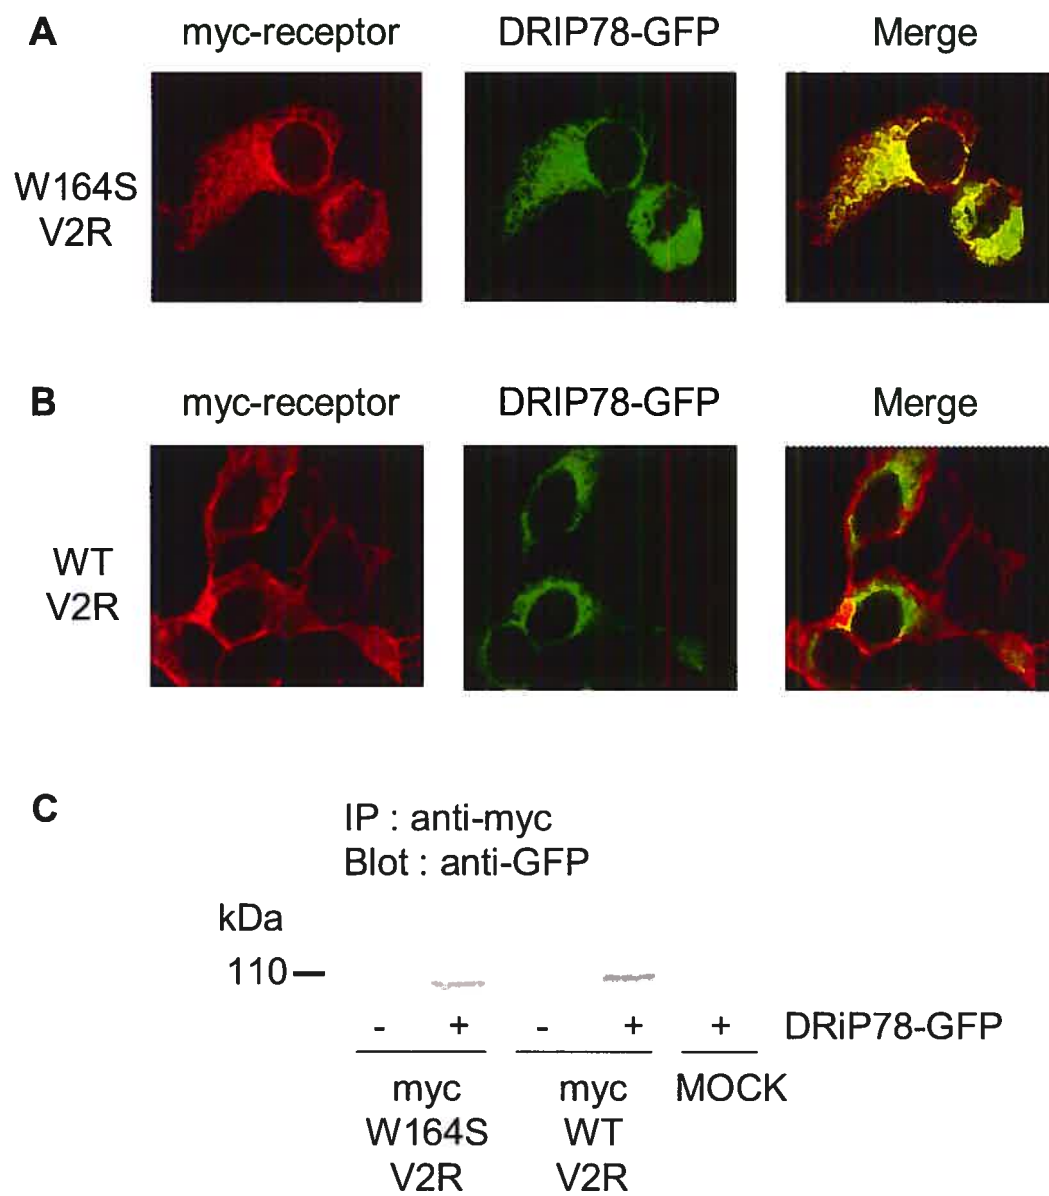 A myc-receptor DRIP78-GFP Merge
W164S
V2R
B myc-receptor DRIP78-GFP Merge
WT
V2R
C
IP : anti-myc
Blot : anti-GFP
kDa
110
- + - + + DRiP78-GFP
myc myc MOCK
W164S WT
V2R V2R